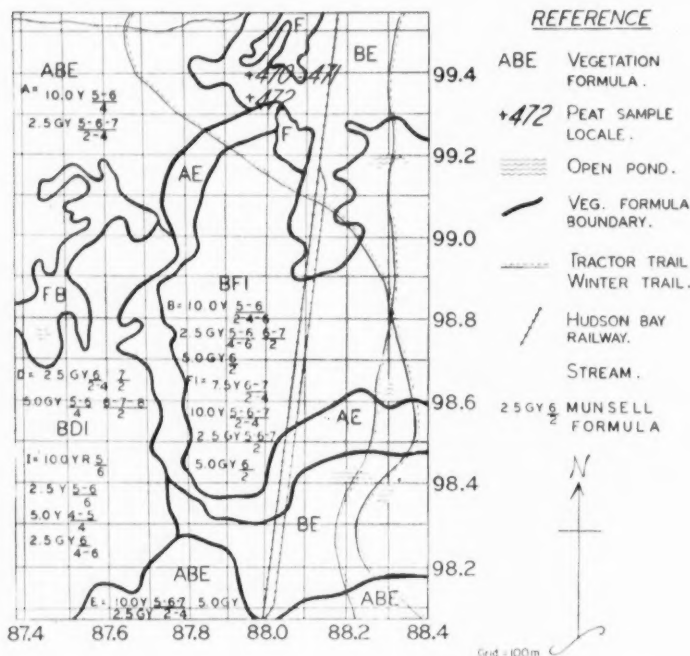 REFERENCE
ABE VEGETATION FORMULA.
+472 PEAT SAMPLE LOCALE.
OPEN POND.
VEG. FORMULA BOUNDARY.
TRACTOR TRAIL
WINTER TRAIL.
HUDSON BAY RAILWAY.
STREAM.
2.5GY 6/2 MUNSELL FORMULA
N
Grid = 100m
F
BE
ABE
+470 +471
+472
A= 10.0Y 5-6/4
2.5GY 5-6-7/2-4
F
AE
BFI
FB
B= 10.0Y 5-6/2-4-6
2.5GY 5-6/4-6 6-7/2
5.0GY 6/2
D= 2.5GY 6/2-4 7/2
5.0GY 5-6/4 6-7-8/2
FI= 7.5Y 6-7/2-4
10.0Y 5-6-7/2-4
2.5GY 5-6-7/2
5.0GY 6/2
AE
BDI
I= 10.0YR 5/6
2.5Y 5-6/6
5.0Y 4-5/4
2.5GY 6/4-6
BE
ABE
E= 10.0Y 5-6-7/2-4 5.0GY
2.5GY
ABE
99.4
99.2
99.0
98.8
98.6
98.4
98.2
87.4 87.6 87.8 88.0 88.2 88.4